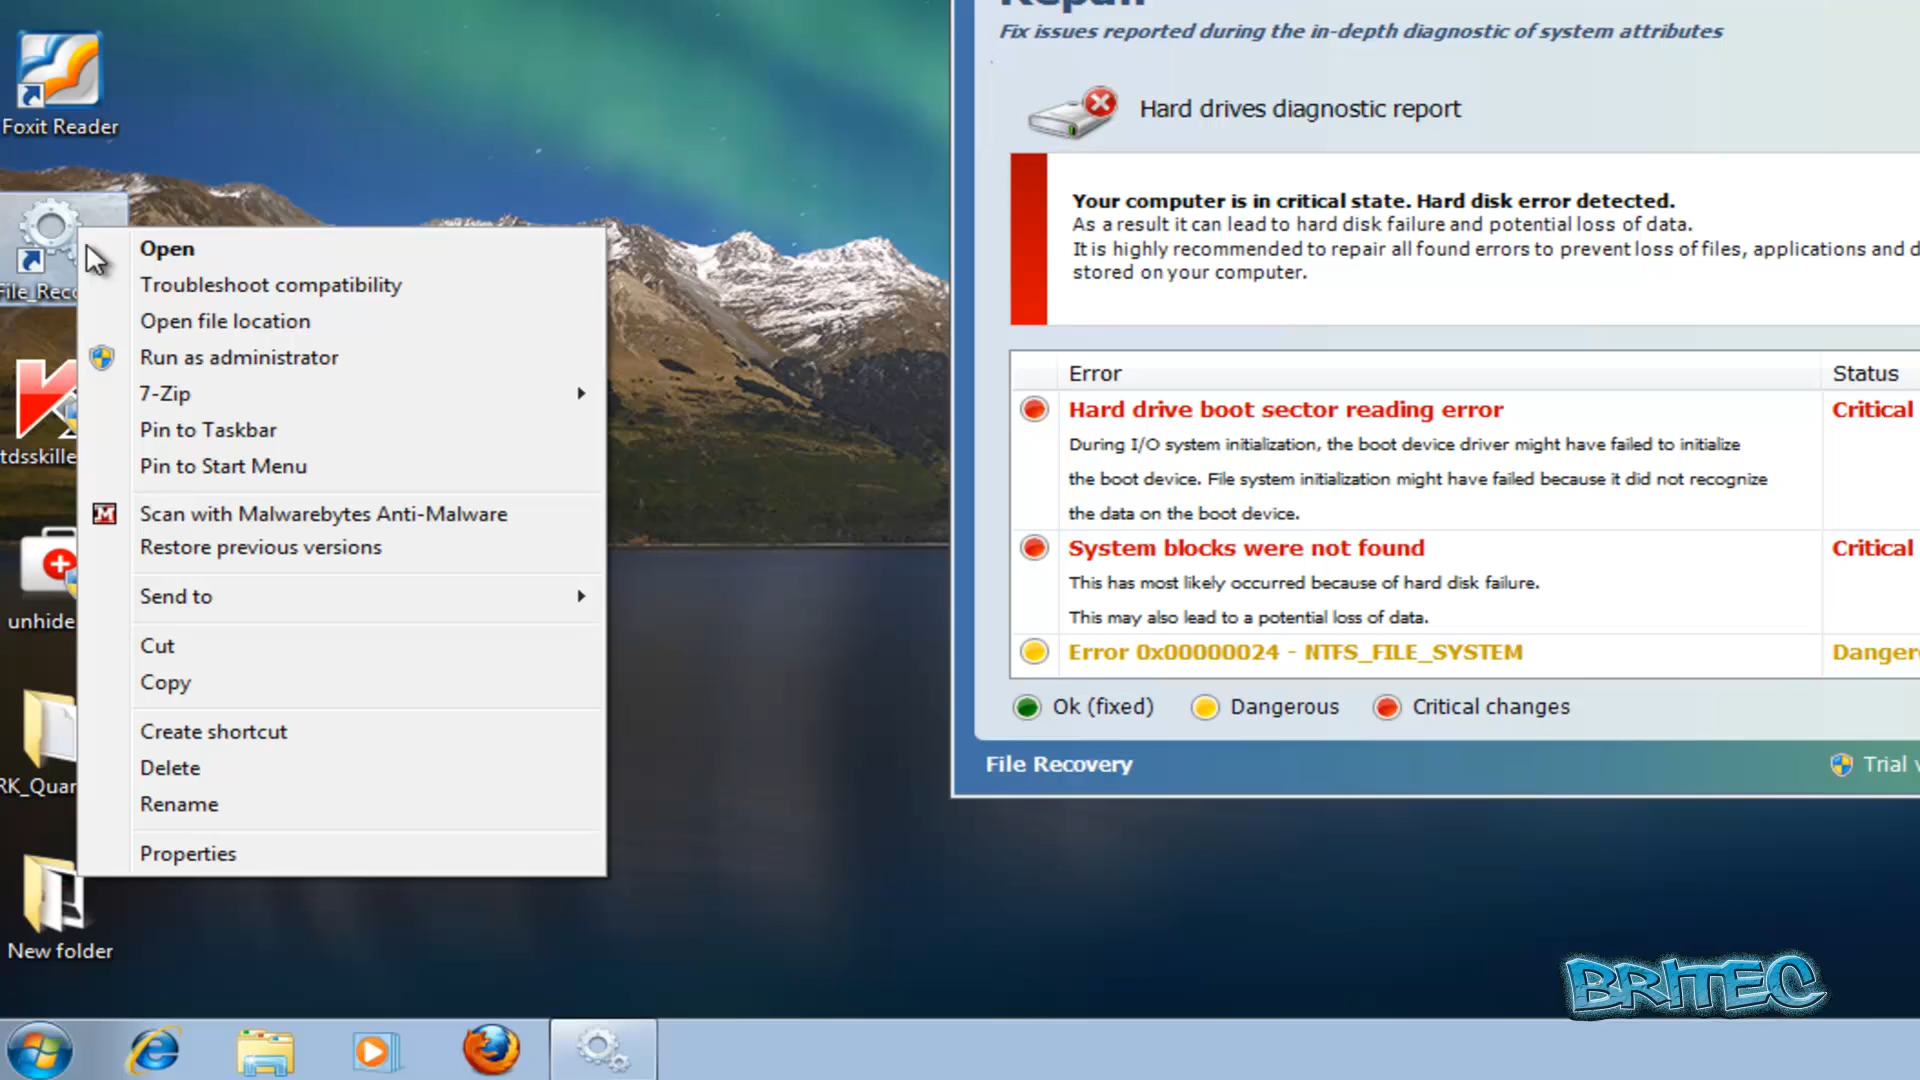 Foxit Reader
File_Reco
tdsskille
unhide
RK_Quar
New folder
Open
Troubleshoot compatibility
Open file location
Run as administrator
7-Zip
Pin to Taskbar
Pin to Start Menu
Scan with Malwarebytes Anti-Malware
Restore previous versions
Send to
Cut
Copy
Create shortcut
Delete
Rename
Properties
Repair
Fix issues reported during the in-depth diagnostic of system attributes
Hard drives diagnostic report
Your computer is in critical state. Hard disk error detected.
As a result it can lead to hard disk failure and potential loss of data.
It is highly recommended to repair all found errors to prevent loss of files, applications and d
stored on your computer.
Error Status
Hard drive boot sector reading error Critical
During I/O system initialization, the boot device driver might have failed to initialize
the boot device. File system initialization might have failed because it did not recognize
the data on the boot device.
System blocks were not found Critical
This has most likely occurred because of hard disk failure.
This may also lead to a potential loss of data.
Error 0x00000024 - NTFS_FILE_SYSTEM Danger
Ok (fixed) Dangerous Critical changes
File Recovery Trial v
BRITEC